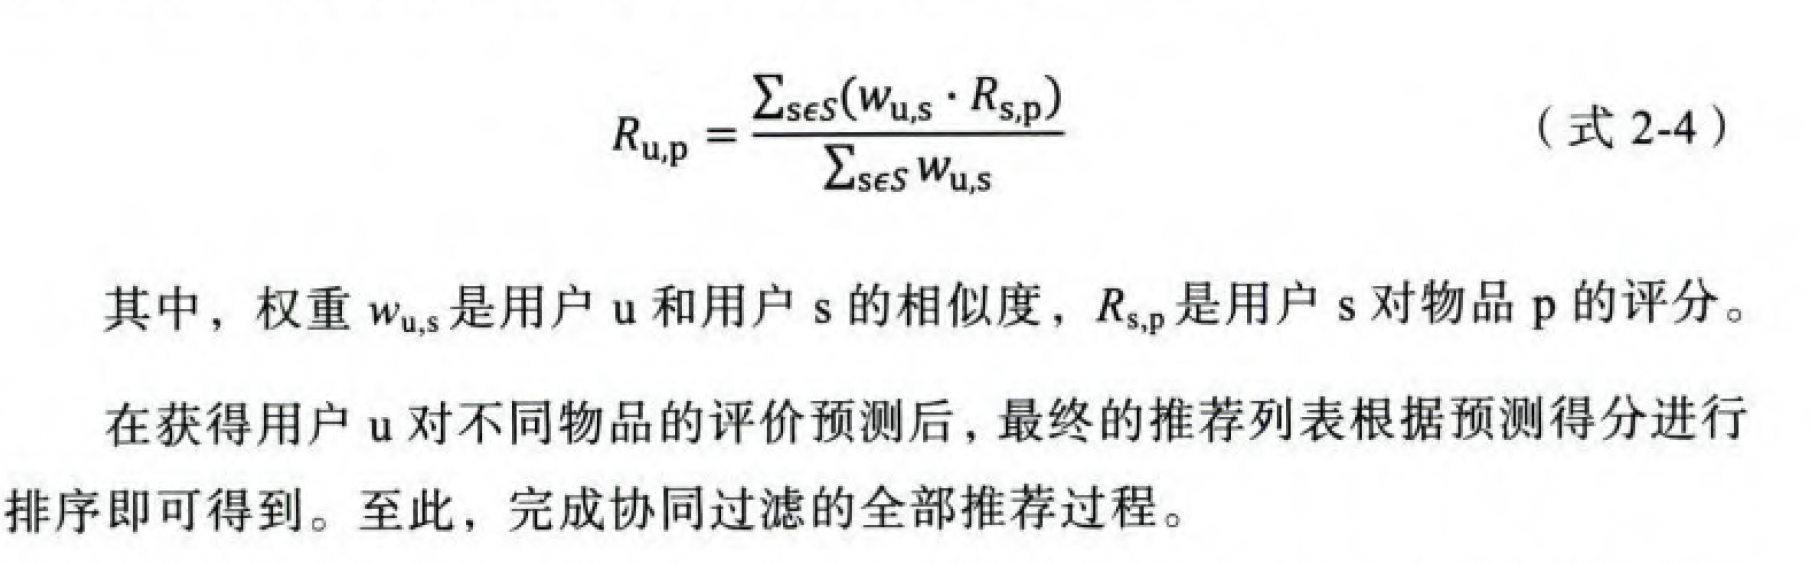 R_{u,p} = \frac{\sum_{s \epsilon S}(w_{u,s} \cdot R_{s,p})}{\sum_{s \epsilon S} w_{u,s}} （式 2-4）
其中，权重 w_{u,s} 是用户 u 和用户 s 的相似度，R_{s,p} 是用户 s 对物品 p 的评分。
在获得用户 u 对不同物品的评价预测后，最终的推荐列表根据预测得分进行
排序即可得到。至此，完成协同过滤的全部推荐过程。